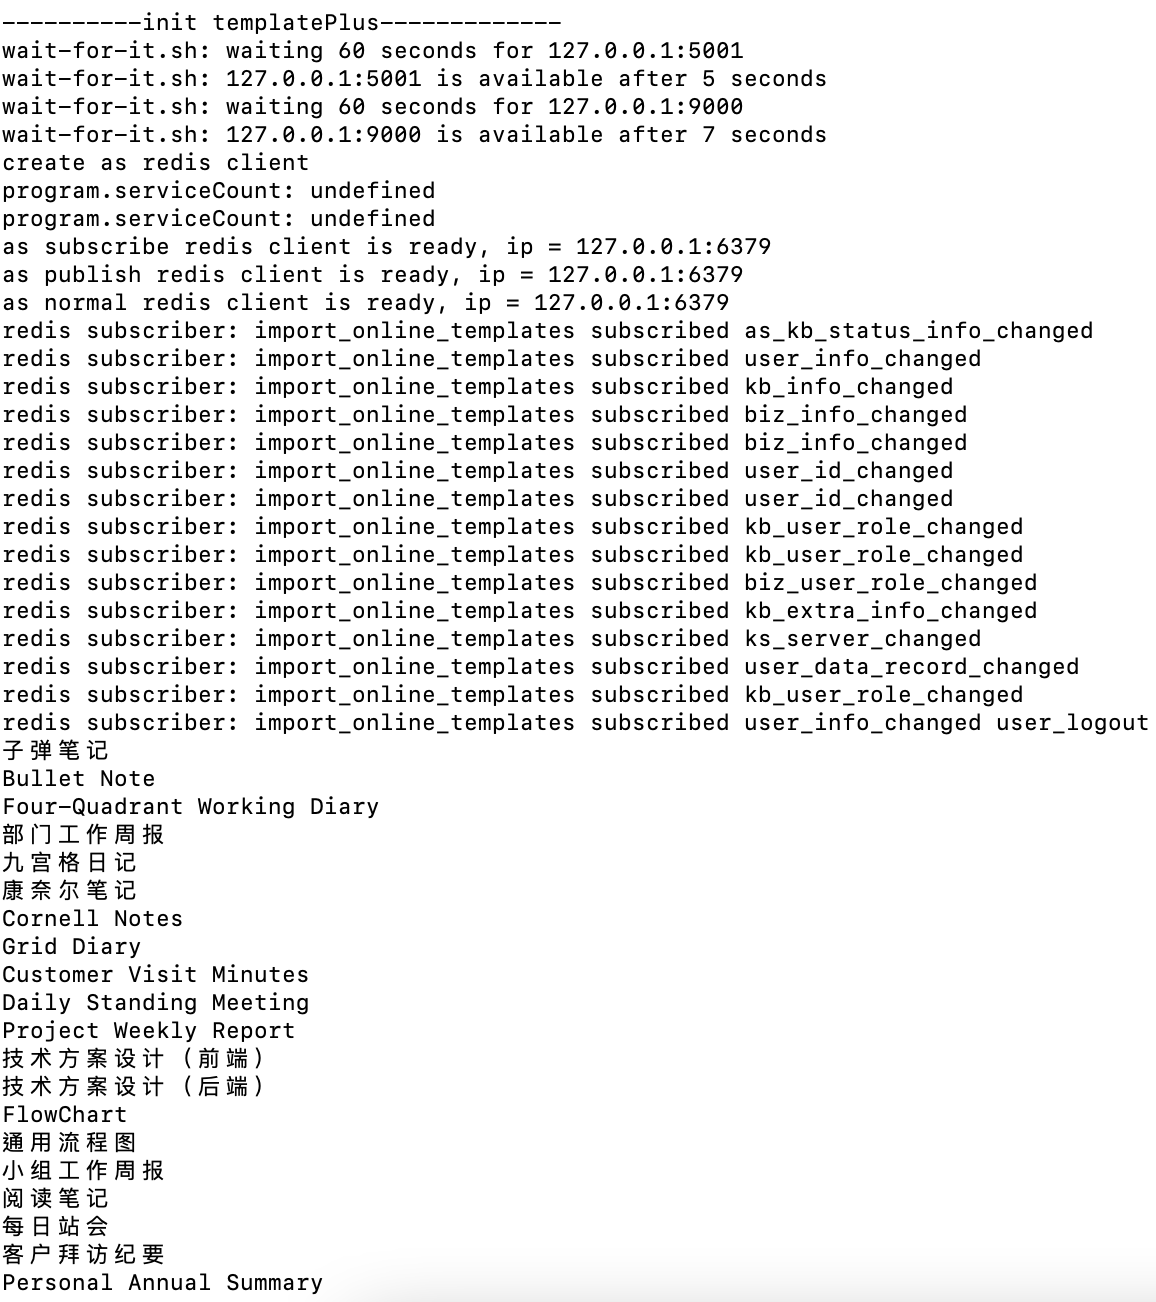 ----------init templatePlus-------------
wait-for-it.sh: waiting 60 seconds for 127.0.0.1:5001
wait-for-it.sh: 127.0.0.1:5001 is available after 5 seconds
wait-for-it.sh: waiting 60 seconds for 127.0.0.1:9000
wait-for-it.sh: 127.0.0.1:9000 is available after 7 seconds
create as redis client
program.serviceCount: undefined
program.serviceCount: undefined
as subscribe redis client is ready, ip = 127.0.0.1:6379
as publish redis client is ready, ip = 127.0.0.1:6379
as normal redis client is ready, ip = 127.0.0.1:6379
redis subscriber: import_online_templates subscribed as_kb_status_info_changed
redis subscriber: import_online_templates subscribed user_info_changed
redis subscriber: import_online_templates subscribed kb_info_changed
redis subscriber: import_online_templates subscribed biz_info_changed
redis subscriber: import_online_templates subscribed biz_info_changed
redis subscriber: import_online_templates subscribed user_id_changed
redis subscriber: import_online_templates subscribed user_id_changed
redis subscriber: import_online_templates subscribed kb_user_role_changed
redis subscriber: import_online_templates subscribed kb_user_role_changed
redis subscriber: import_online_templates subscribed biz_user_role_changed
redis subscriber: import_online_templates subscribed kb_extra_info_changed
redis subscriber: import_online_templates subscribed ks_server_changed
redis subscriber: import_online_templates subscribed user_data_record_changed
redis subscriber: import_online_templates subscribed kb_user_role_changed
redis subscriber: import_online_templates subscribed user_info_changed user_logout
子弹笔记
Bullet Note
Four-Quadrant Working Diary
部门工作周报
九宫格日记
康奈尔笔记
Cornell Notes
Grid Diary
Customer Visit Minutes
Daily Standing Meeting
Project Weekly Report
技术方案设计（前端）
技术方案设计（后端）
FlowChart
通用流程图
小组工作周报
阅读笔记
每日站会
客户拜访纪要
Personal Annual Summary